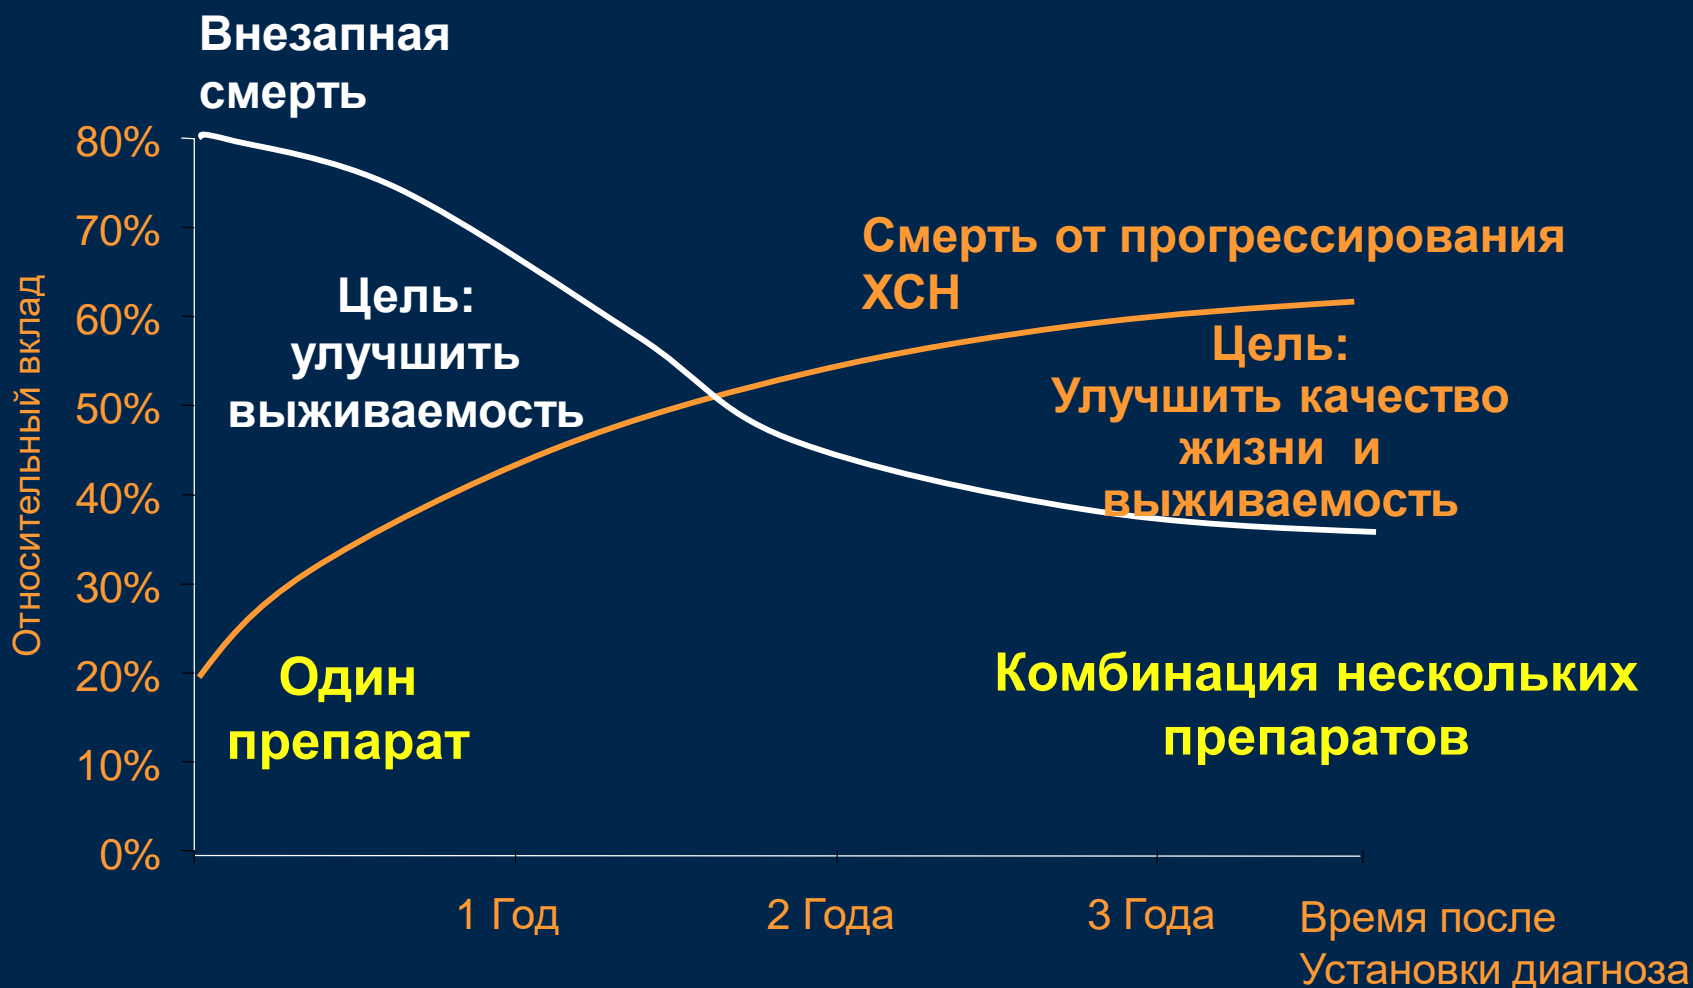 Внезапная
смерть
80%
70%
60%
50%
40%
30%
20%
10%
0%
Относительный вклад
Цель:
улучшить
выживаемость
Смерть от прогрессирования
ХСН
Цель:
Улучшить качество
жизни и
выживаемость
Один
препарат
Комбинация нескольких
препаратов
1 Год
2 Года
3 Года
Время после
Установки диагноза